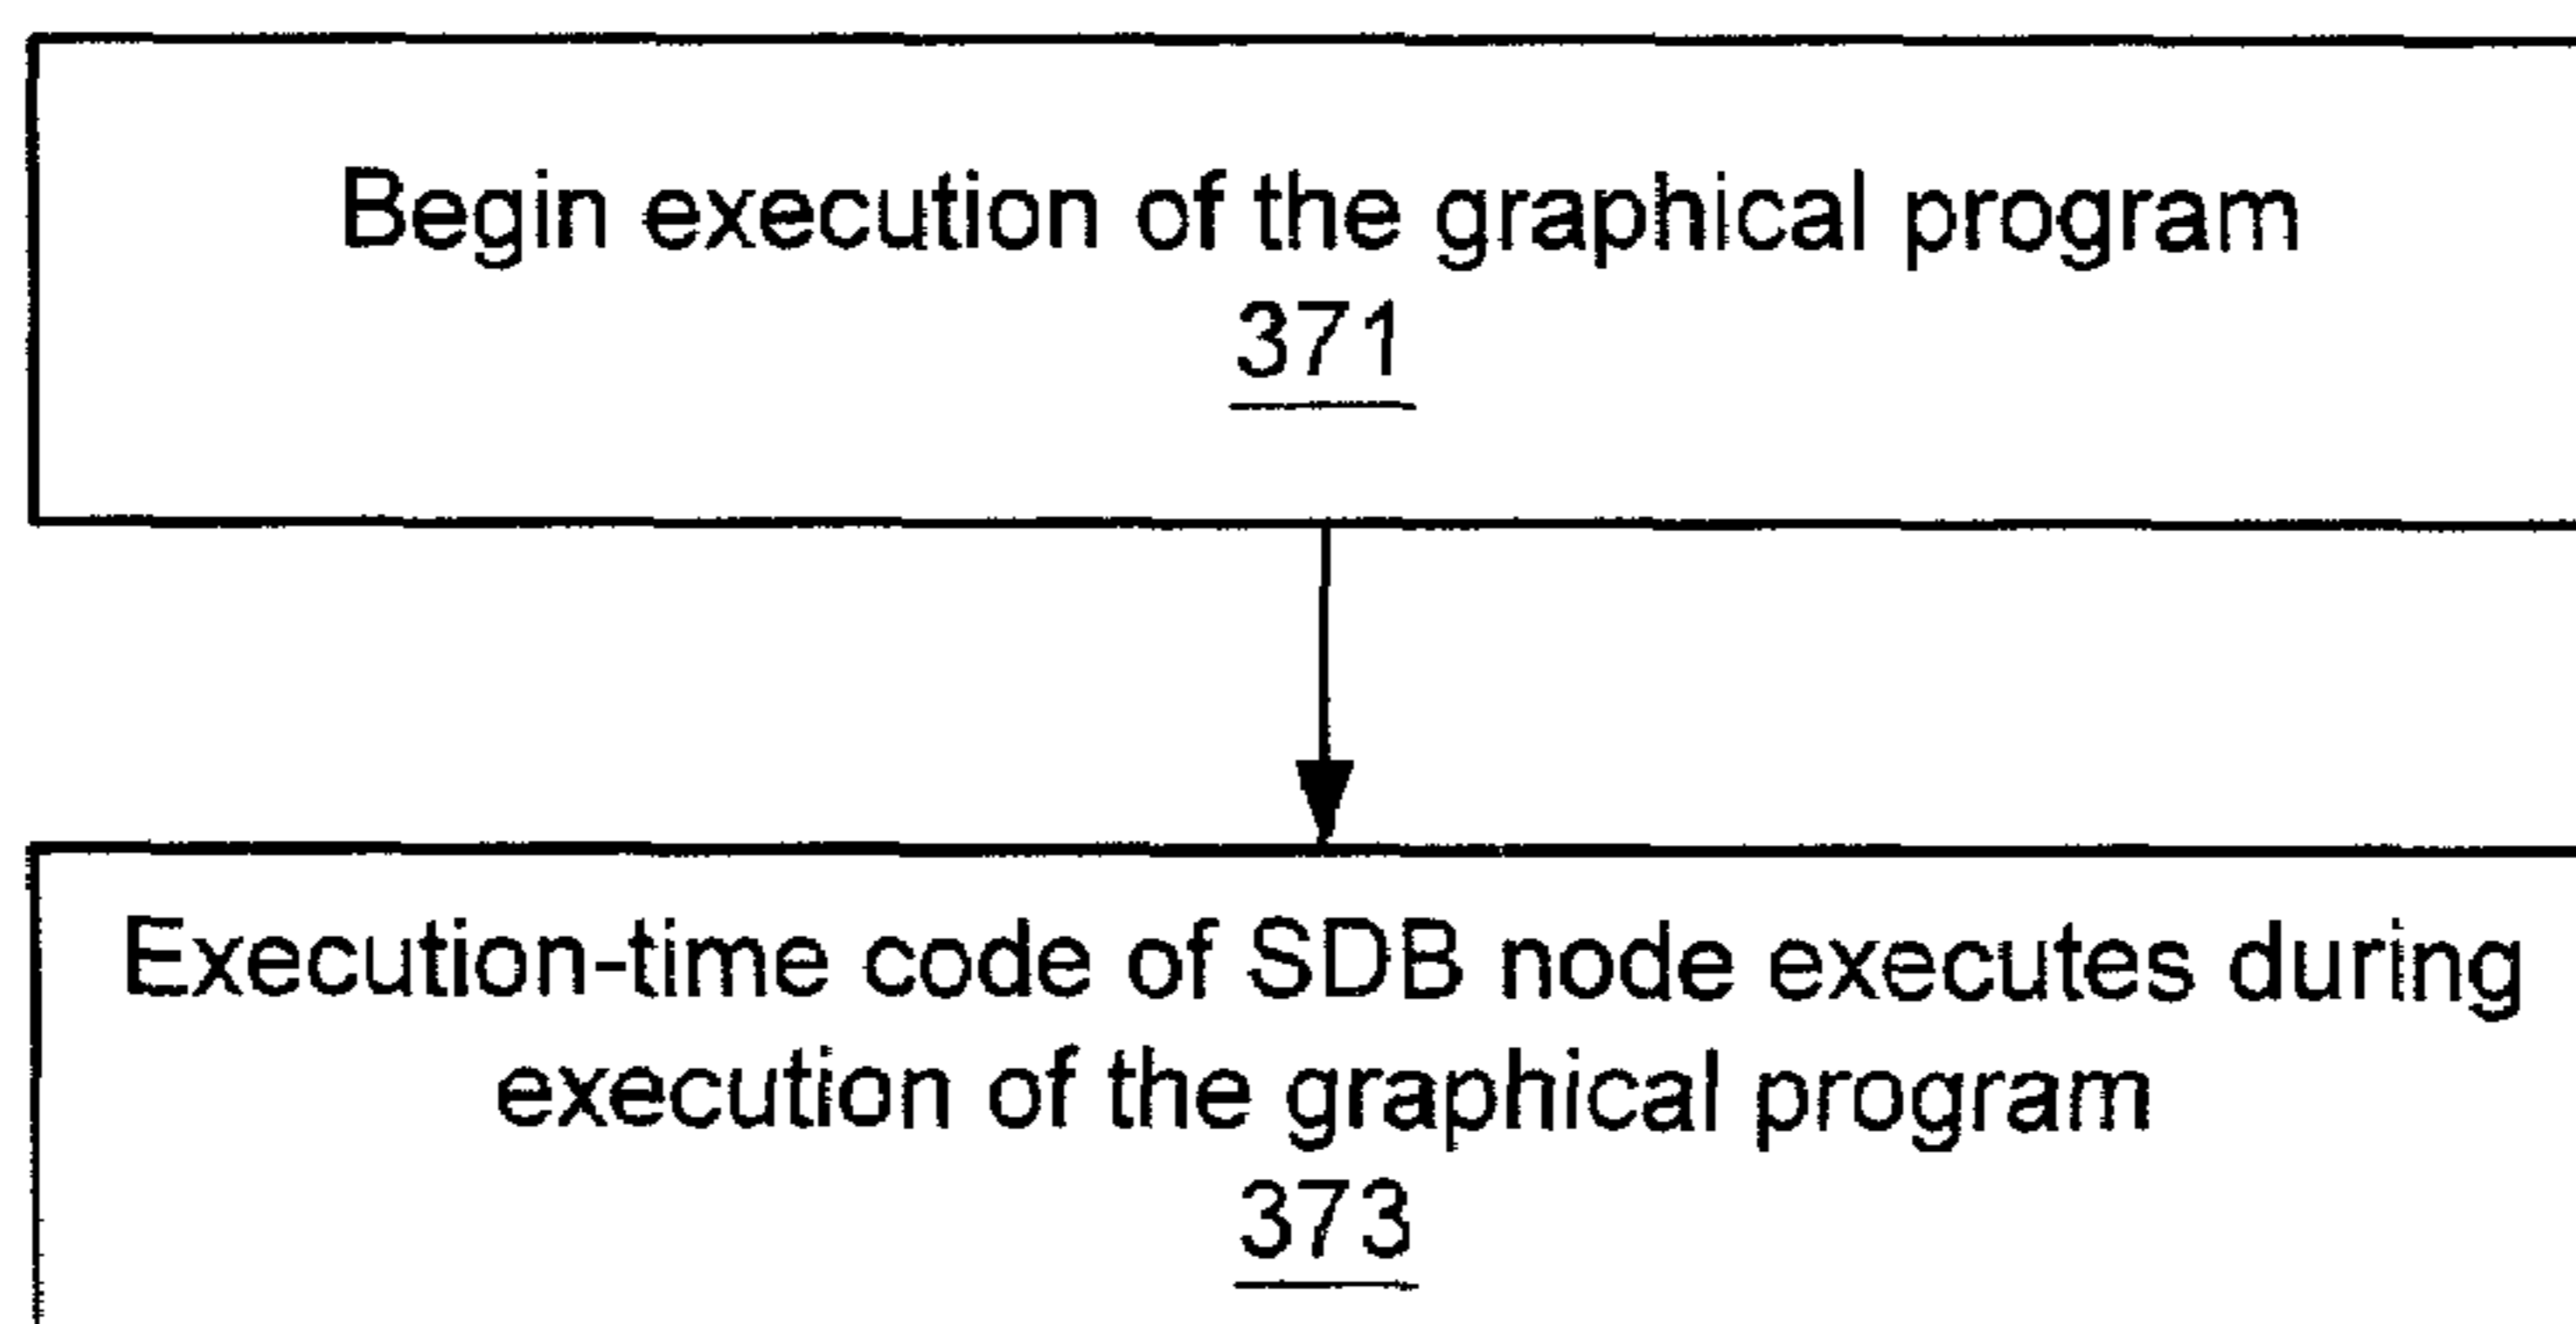 Begin execution of the graphical program
371
Execution-time code of SDB node executes during
execution of the graphical program
373